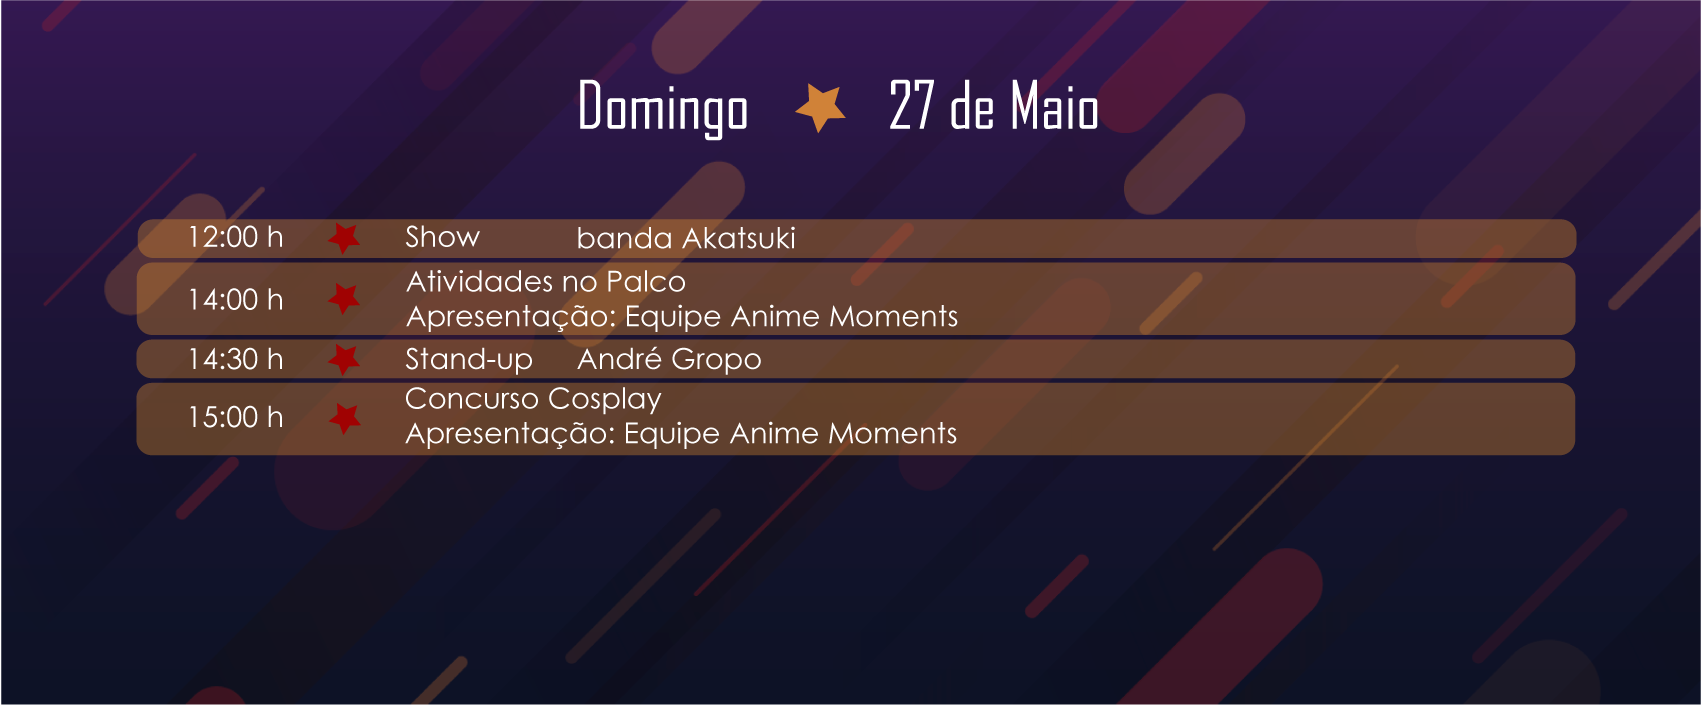 Domingo 27 de Maio
12:00 h Show banda Akatsuki
14:00 h Atividades no Palco
Apresentação: Equipe Anime Moments
14:30 h Stand-up André Gropo
15:00 h Concurso Cosplay
Apresentação: Equipe Anime Moments